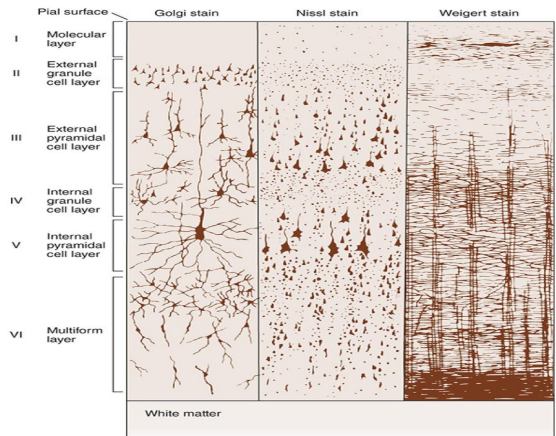 Pial surface
Golgi stain
Nissl stain
Weigert stain
I
Molecular
layer
II
External
granule
cell layer
III
External
pyramidal
cell layer
IV
Internal
granule
cell layer
V
Internal
pyramidal
cell layer
VI
Multiform
layer
White matter